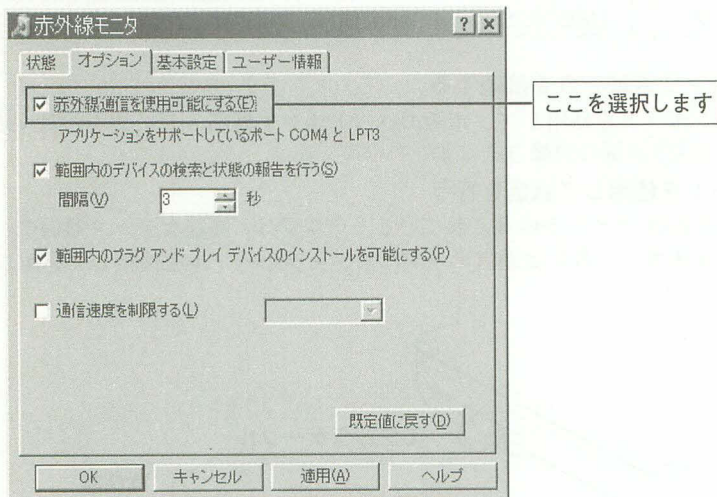 赤外線モニタ
状態 オプション 基本設定 ユーザー情報
赤外線通信を使用可能にする(E)
ここを選択します
アプリケーションをサポートしているポート COM4 と LPT3
範囲内のデバイスの検索と状態の報告を行う(S)
間隔(V) 3 秒
範囲内のプラグ アンド プレイ デバイスのインストールを可能にする(P)
通信速度を制限する(L)
既定値に戻す(D)
OK キャンセル 適用(A) ヘルプ